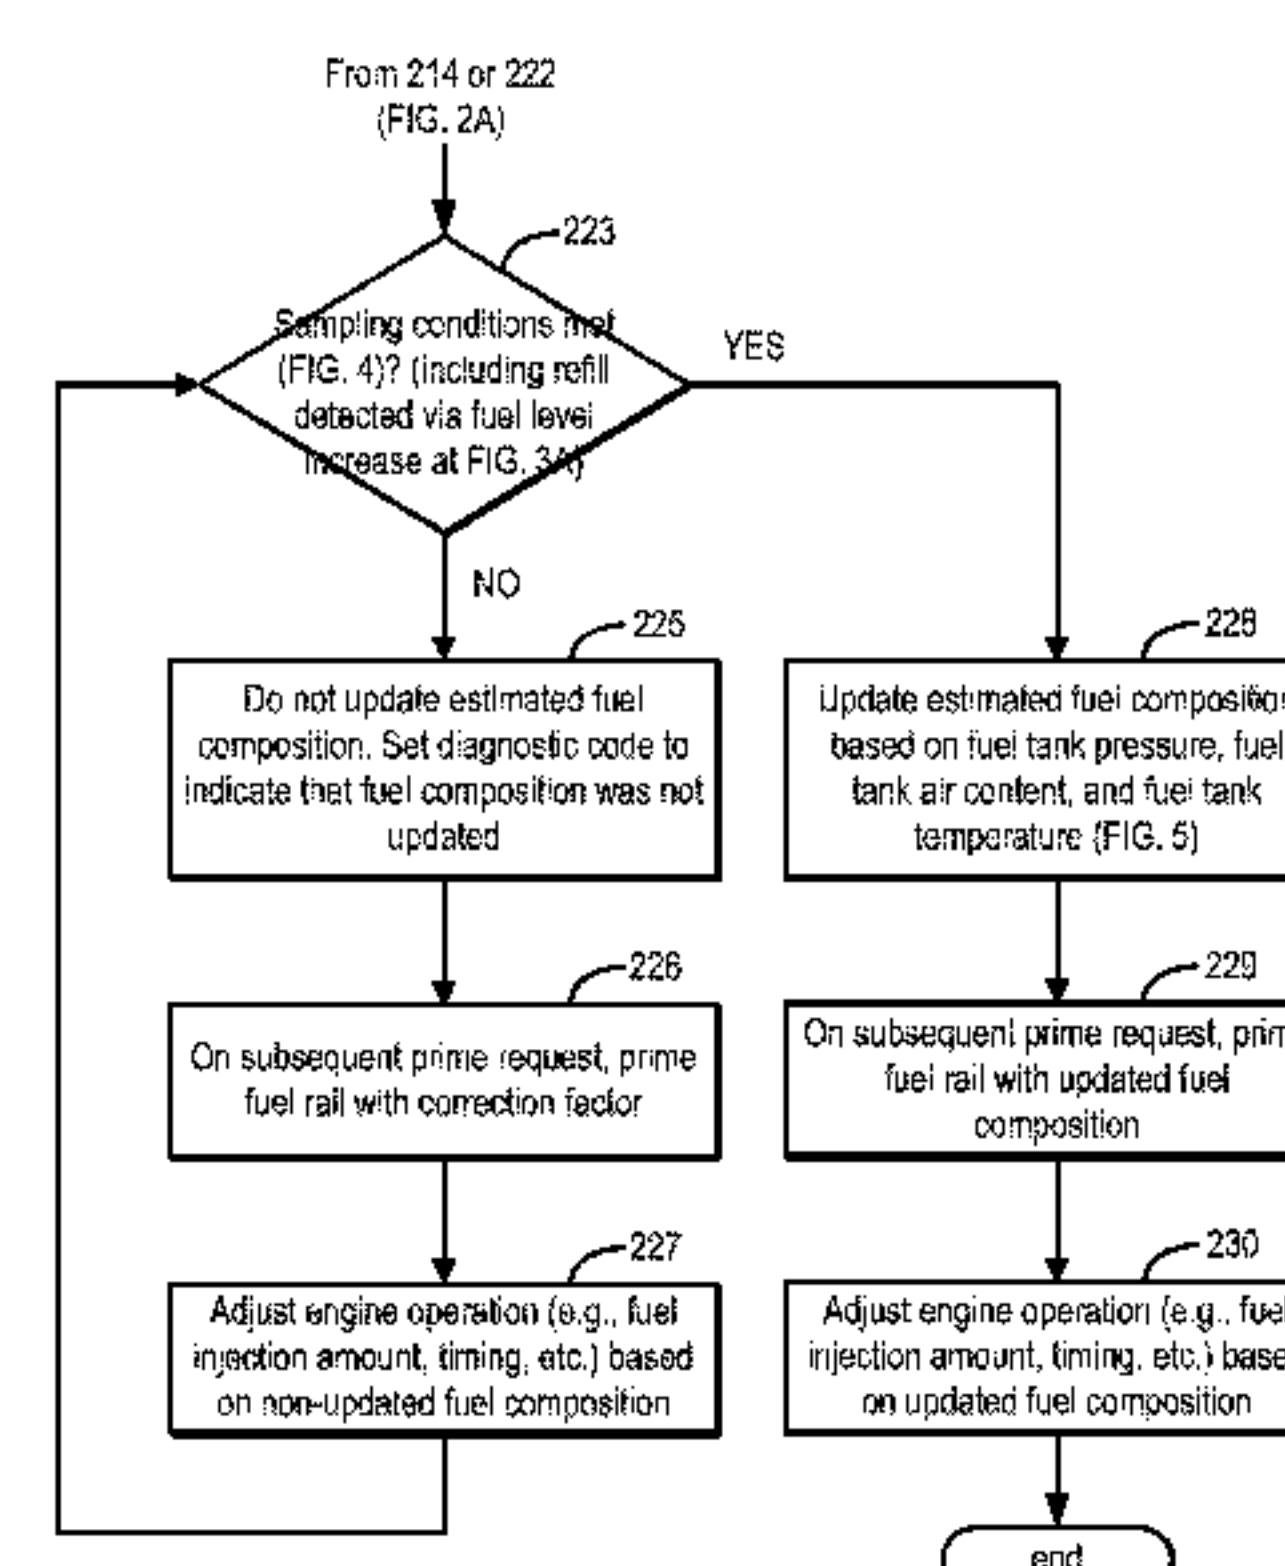 From 214 or 222
(FIG. 2A)
223
Sampling conditions met
(FIG. 4)? (including refill
detected via fuel level
increase at FIG. 3A)
YES
NO
225
Do not update estimated fuel
composition. Set diagnostic code to
indicate that fuel composition was not
updated
228
Update estimated fuel composition
based on fuel tank pressure, fuel
tank air content, and fuel tank
temperature (FIG. 5)
226
On subsequent prime request, prime
fuel rail with correction factor
229
On subsequent prime request, prim
fuel rail with updated fuel
composition
227
Adjust engine operation (e.g., fuel
injection amount, timing, etc.) based
on non-updated fuel composition
230
Adjust engine operation (e.g., fuel
injection amount, timing, etc.) base
on updated fuel composition
end